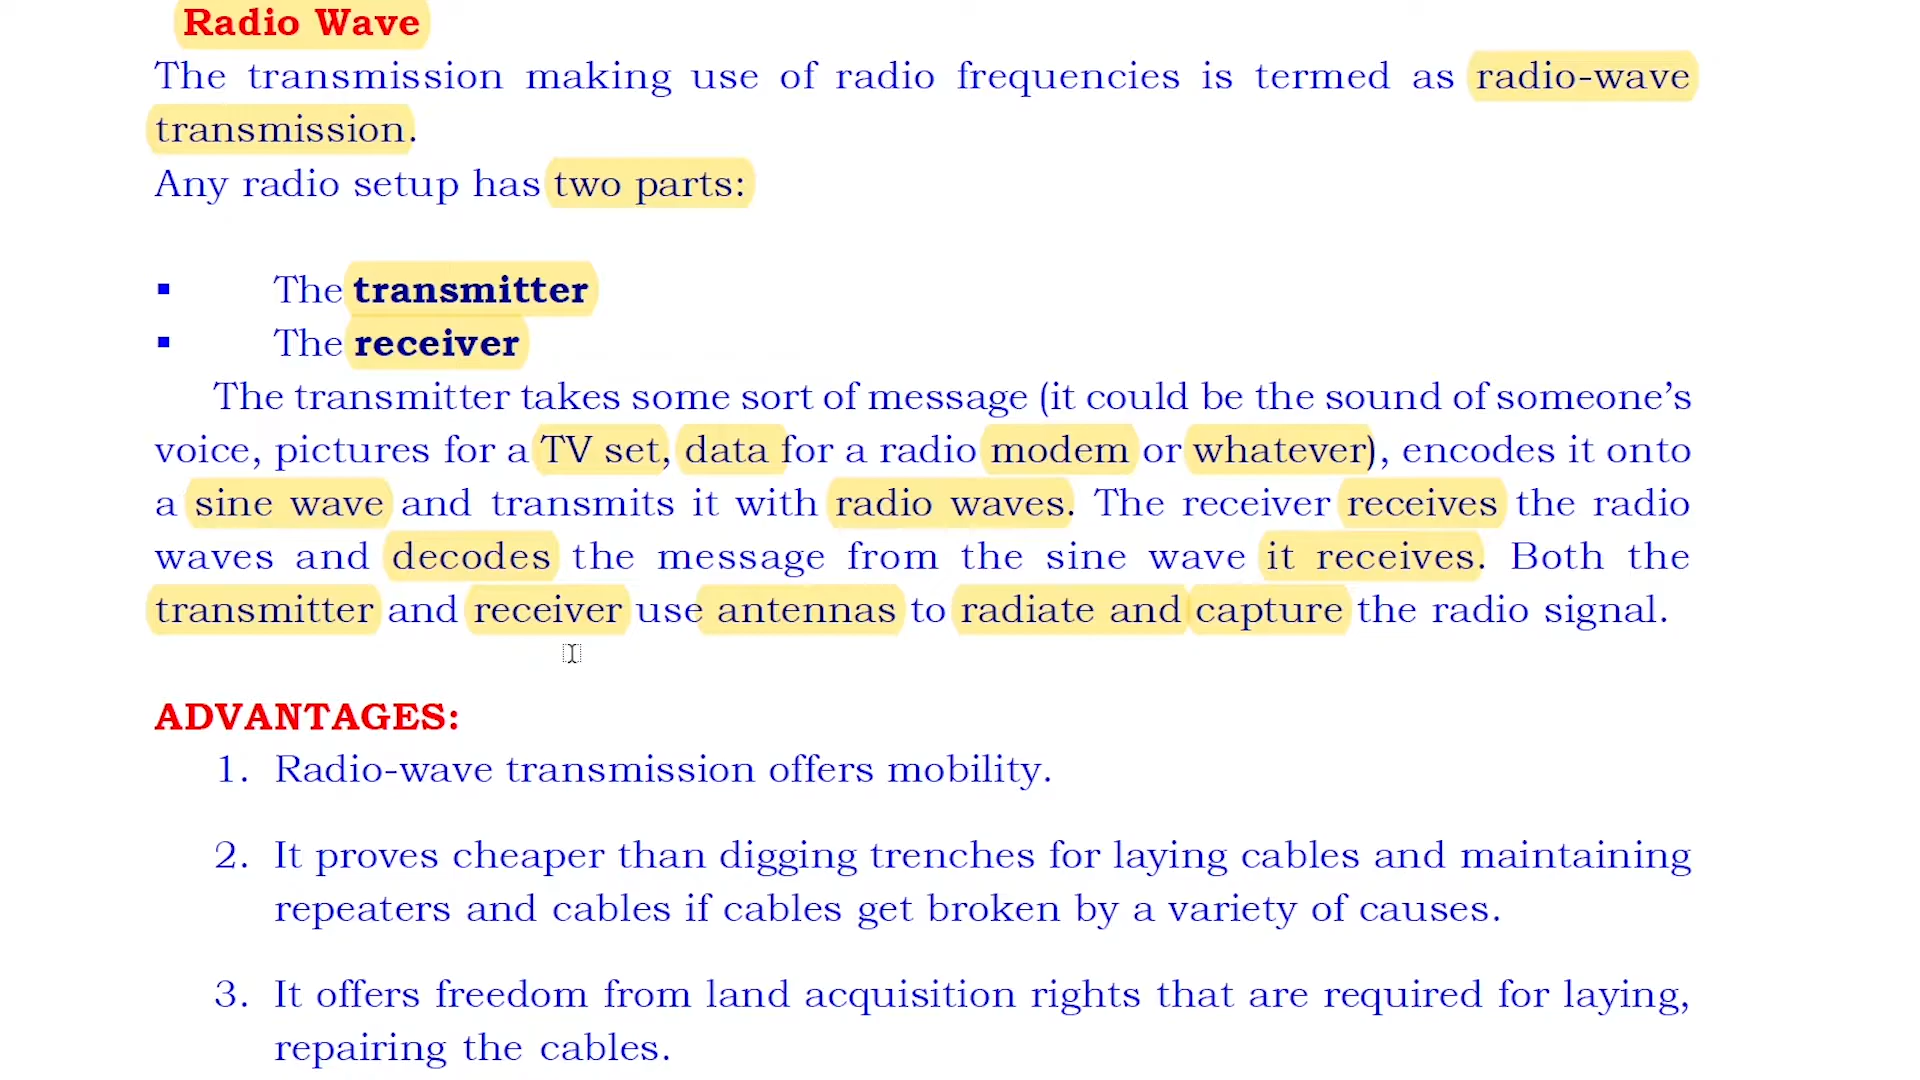 Radio Wave
The transmission making use of radio frequencies is termed as radio-wave
transmission.
Any radio setup has two parts:
▪ The transmitter
▪ The receiver
The transmitter takes some sort of message (it could be the sound of someone’s
voice, pictures for a TV set, data for a radio modem or whatever), encodes it onto
a sine wave and transmits it with radio waves. The receiver receives the radio
waves and decodes the message from the sine wave it receives. Both the
transmitter and receiver use antennas to radiate and capture the radio signal.
ADVANTAGES:
1. Radio-wave transmission offers mobility.
2. It proves cheaper than digging trenches for laying cables and maintaining
repeaters and cables if cables get broken by a variety of causes.
3. It offers freedom from land acquisition rights that are required for laying,
repairing the cables.